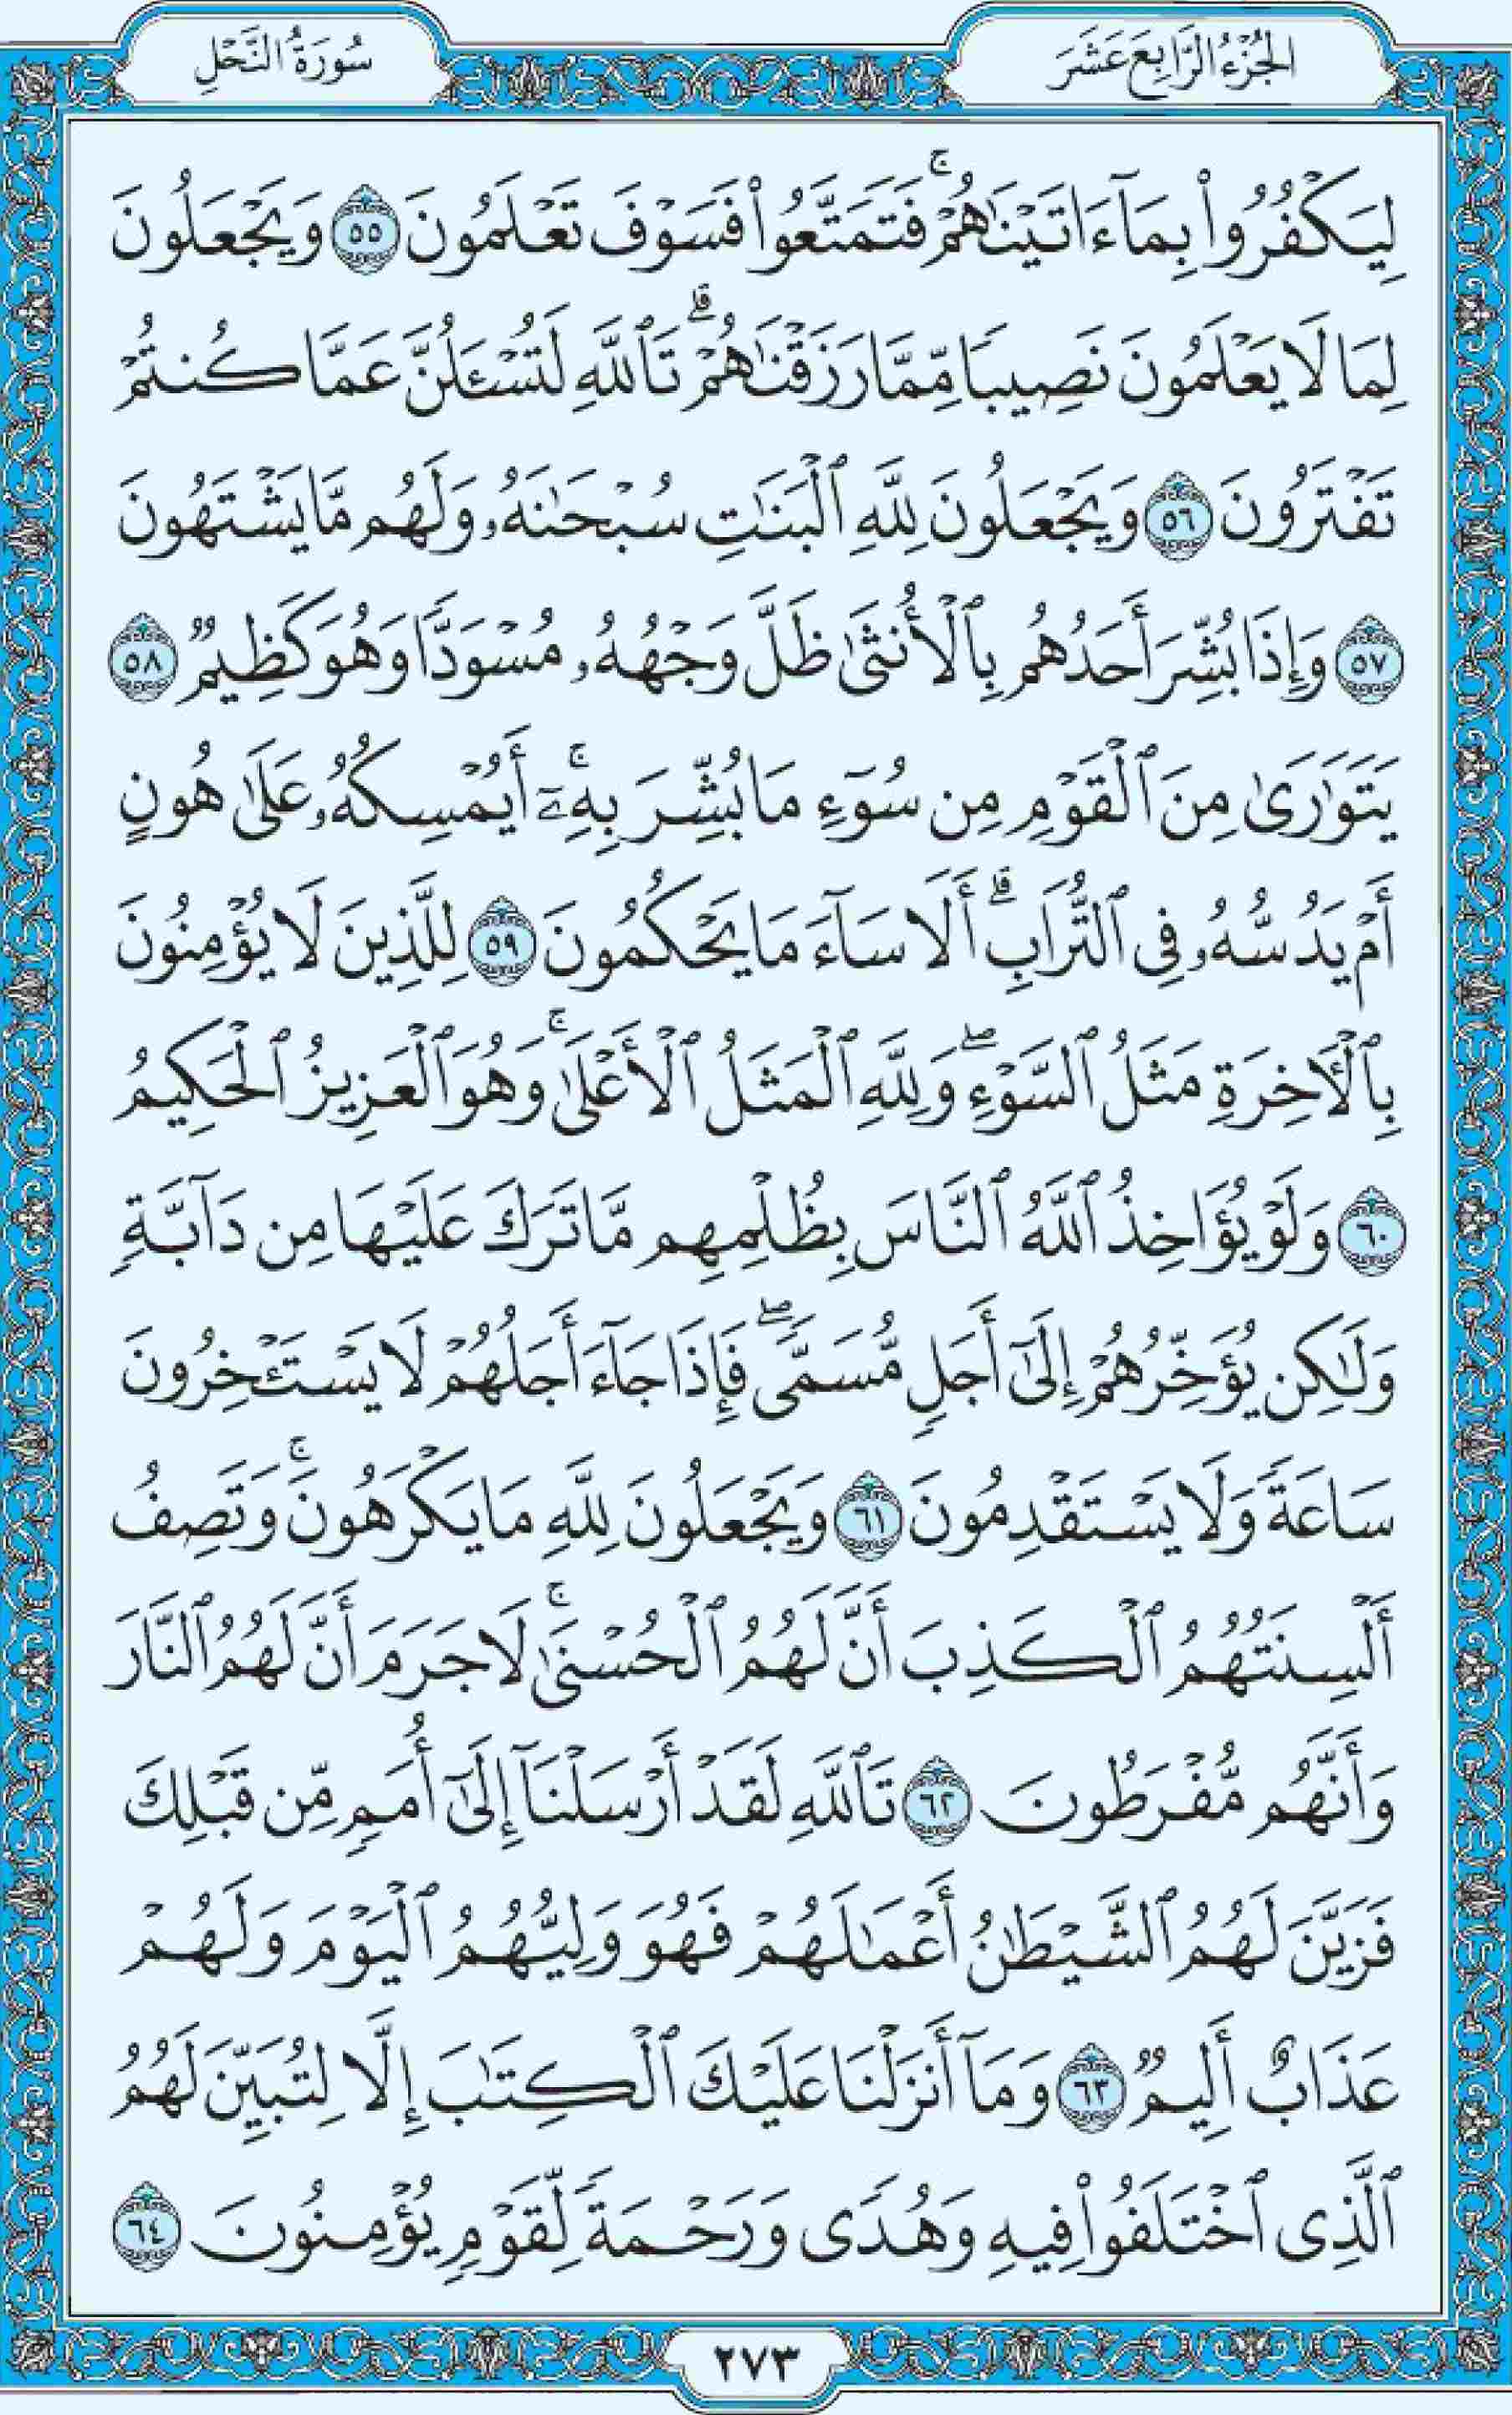 الجُزْءُ الرَّابِعَ عَشَرَ
سُورَةُ النَّحْلِ
لِيَكْفُرُوا۟ بِمَآ ءَاتَيْنَـٰهُمْ ۚ فَتَمَتَّعُوا۟ فَسَوْفَ تَعْلَمُونَ ٥٥ وَيَجْعَلُونَ
لِمَا لَا يَعْلَمُونَ نَصِيبًا مِّمَّا رَزَقْنَـٰهُمْ ۗ تَٱللَّهِ لَتُسْـَٔلُنَّ عَمَّا كُنتُمْ
تَفْتَرُونَ ٥٦ وَيَجْعَلُونَ لِلَّهِ ٱلْبَنَـٰتِ سُبْحَـٰنَهُۥ وَلَهُم مَّا يَشْتَهُونَ
٥٧ وَإِذَا بُشِّرَ أَحَدُهُم بِٱلْأُنثَىٰ ظَلَّ وَجْهُهُۥ مُسْوَدًّا وَهُوَ كَظِيمٌ ٥٨
يَتَوَٰرَىٰ مِنَ ٱلْقَوْمِ مِن سُوٓءِ مَا بُشِّرَ بِهِۦٓ ۚ أَيُمْسِكُهُۥ عَلَىٰ هُونٍ
أَمْ يَدُسُّهُۥ فِى ٱلتُّرَابِ ۗ أَلَا سَآءَ مَا يَحْكُمُونَ ٥٩ لِلَّذِينَ لَا يُؤْمِنُونَ
بِٱلْـَٔاخِرَةِ مَثَلُ ٱلسَّوْءِ ۖ وَلِلَّهِ ٱلْمَثَلُ ٱلْأَعْلَىٰ ۚ وَهُوَ ٱلْعَزِيزُ ٱلْحَكِيمُ
٦٠ وَلَوْ يُؤَاخِذُ ٱللَّهُ ٱلنَّاسَ بِظُلْمِهِم مَّا تَرَكَ عَلَيْهَا مِن دَآبَّةٍ
وَلَـٰكِن يُؤَخِّرُهُمْ إِلَىٰٓ أَجَلٍ مُّسَمًّى ۖ فَإِذَا جَآءَ أَجَلُهُمْ لَا يَسْتَـْٔخِرُونَ
سَاعَةً وَلَا يَسْتَقْدِمُونَ ٦١ وَيَجْعَلُونَ لِلَّهِ مَا يَكْرَهُونَ ۚ وَتَصِفُ
أَلْسِنَتُهُمُ ٱلْكَذِبَ أَنَّ لَهُمُ ٱلْحُسْنَىٰ ۚ لَا جَرَمَ أَنَّ لَهُمُ ٱلنَّارَ
وَأَنَّهُم مُّفْرَطُونَ ٦٢ تَٱللَّهِ لَقَدْ أَرْسَلْنَآ إِلَىٰٓ أُمَمٍ مِّن قَبْلِكَ
فَزَيَّنَ لَهُمُ ٱلشَّيْطَـٰنُ أَعْمَـٰلَهُمْ فَهُوَ وَلِيُّهُمُ ٱلْيَوْمَ وَلَهُمْ
عَذَابٌ أَلِيمٌ ٦٣ وَمَآ أَنزَلْنَا عَلَيْكَ ٱلْكِتَـٰبَ إِلَّا لِتُبَيِّنَ لَهُمُ
ٱلَّذِى ٱخْتَلَفُوا۟ فِيهِ وَهُدًى وَرَحْمَةً لِّقَوْمٍ يُؤْمِنُونَ ٦٤
٢٧٣